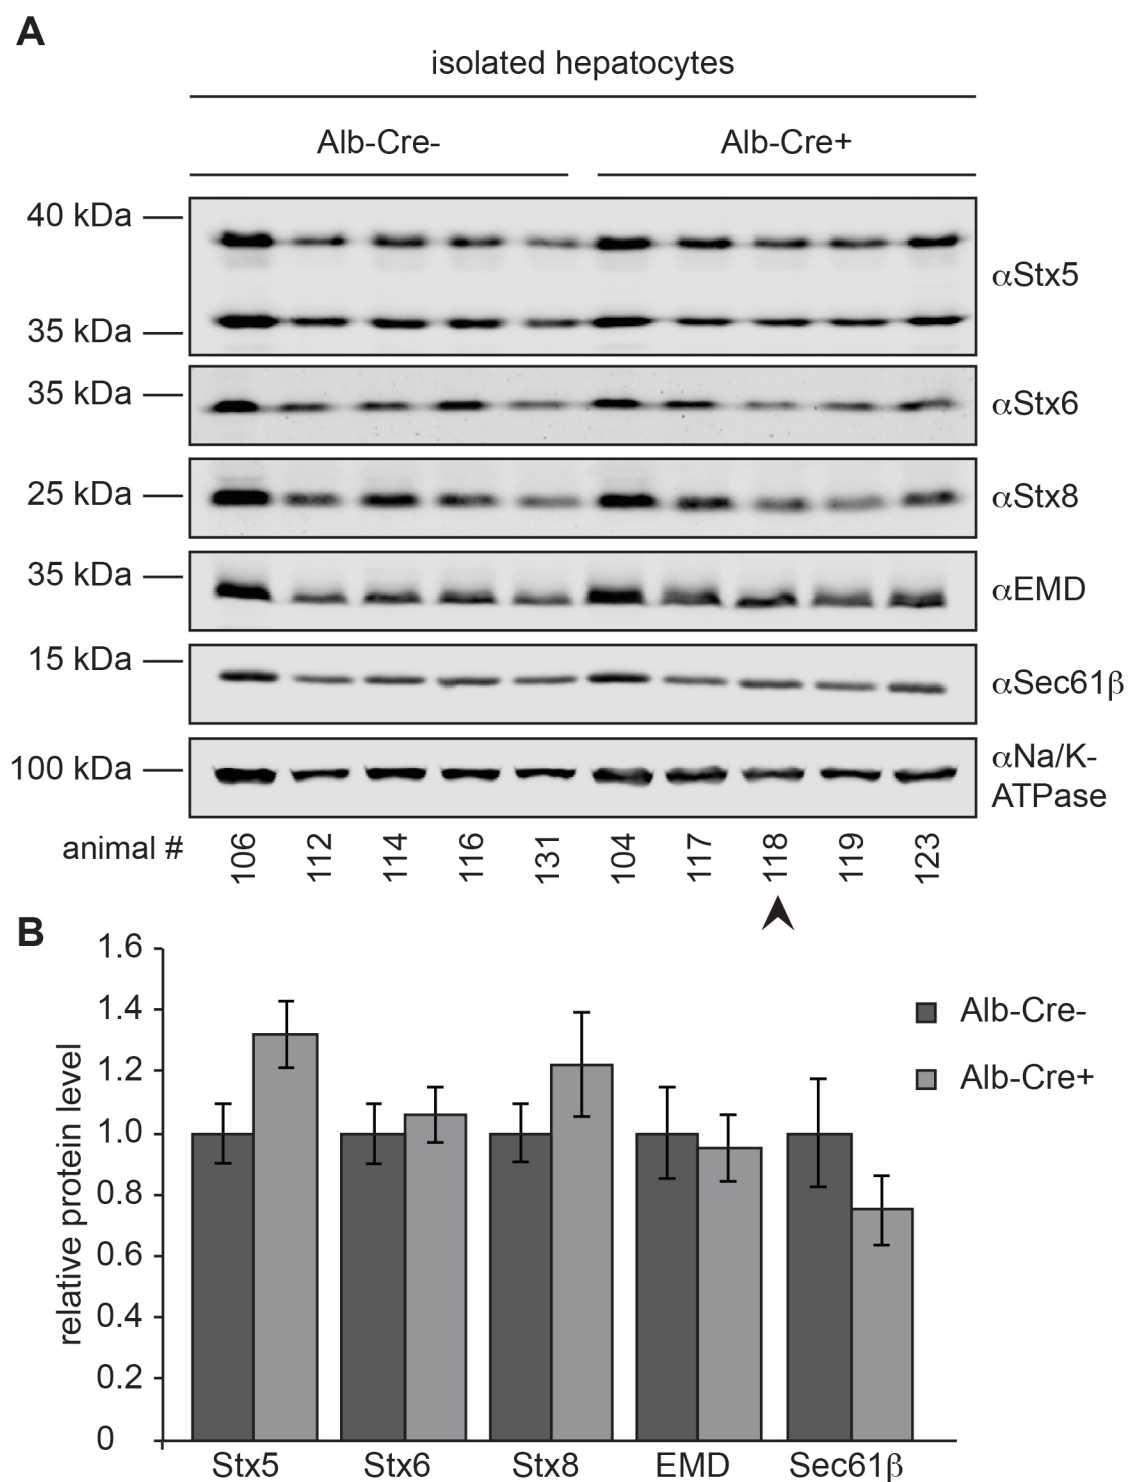 A
isolated hepatocytes
Alb-Cre- Alb-Cre+
40 kDa
αStx5
35 kDa
35 kDa
αStx6
25 kDa
αStx8
35 kDa
αEMD
15 kDa
αSec61β
100 kDa
αNa/K-
ATPase
animal # 106 112 114 116 131 104 117 118 119 123
B
1.6
1.4
1.2
1.0
0.8
0.6
0.4
0.2
0
relative protein level
Alb-Cre-
Alb-Cre+
Stx5 Stx6 Stx8 EMD Sec61β